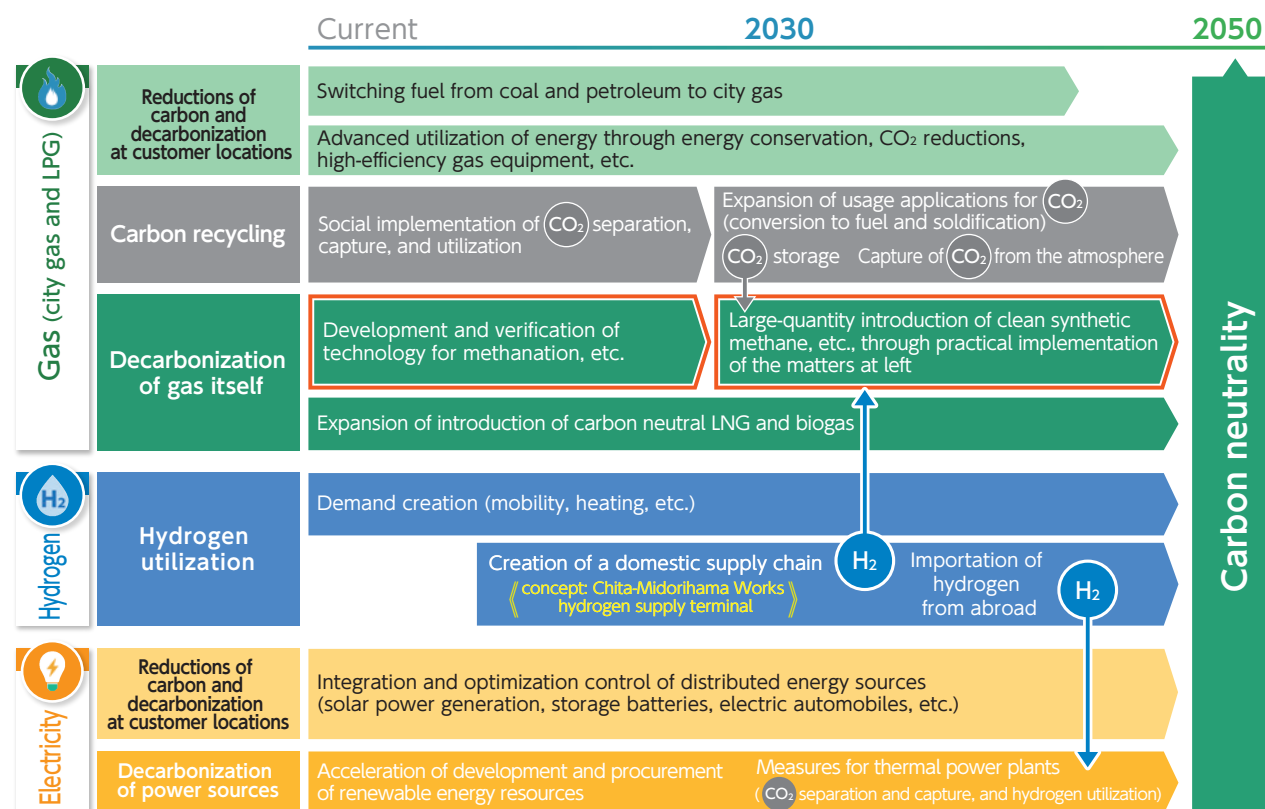 Current
2030
2050
Gas (city gas and LPG)
Reductions of
carbon and
decarbonization
at customer locations
Switching fuel from coal and petroleum to city gas
Advanced utilization of energy through energy conservation, CO₂ reductions,
high-efficiency gas equipment, etc.
Carbon recycling
Social implementation of CO₂ separation,
capture, and utilization
Expansion of usage applications for CO₂
(conversion to fuel and soldification)
CO₂ storage Capture of CO₂ from the atmosphere
Decarbonization
of gas itself
Development and verification of
technology for methanation, etc.
Large-quantity introduction of clean synthetic
methane, etc., through practical implementation
of the matters at left
Expansion of introduction of carbon neutral LNG and biogas
H₂
Hydrogen
Hydrogen
utilization
Demand creation (mobility, heating, etc.)
Creation of a domestic supply chain
《concept: Chita-Midorihama Works
hydrogen supply terminal》
H₂
Importation of
hydrogen
from abroad
H₂
Electricity
Reductions of
carbon and
decarbonization
at customer locations
Integration and optimization control of distributed energy sources
(solar power generation, storage batteries, electric automobiles, etc.)
Decarbonization
of power sources
Acceleration of development and procurement
of renewable energy resources
Measures for thermal power plants
(CO₂ separation and capture, and hydrogen utilization)
Carbon neutrality